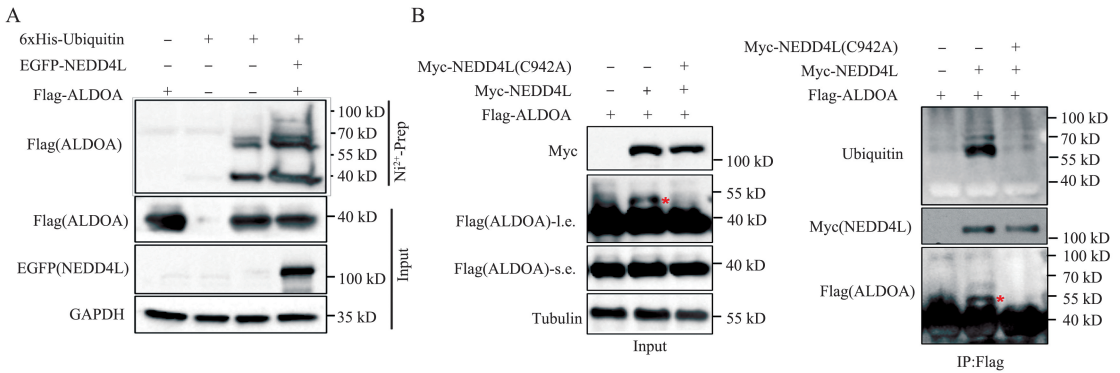 A
6xHis-Ubiquitin – + + +
EGFP-NEDD4L – – – +
Flag-ALDOA + – + +
Flag(ALDOA)
100 kD
70 kD
55 kD
40 kD
Ni2+-Prep
Flag(ALDOA)
40 kD
EGFP(NEDD4L)
100 kD
GAPDH
35 kD
Input
B
Myc-NEDD4L(C942A) – – +
Myc-NEDD4L – + +
Flag-ALDOA + + +
Myc
100 kD
Flag(ALDOA)-l.e.
55 kD
*
40 kD
Flag(ALDOA)-s.e.
40 kD
Tubulin
55 kD
Input
Myc-NEDD4L(C942A) – – +
Myc-NEDD4L – + +
Flag-ALDOA + + +
Ubiquitin
100 kD
70 kD
55 kD
40 kD
Myc(NEDD4L)
100 kD
Flag(ALDOA)
100 kD
70 kD
55 kD
*
40 kD
IP:Flag